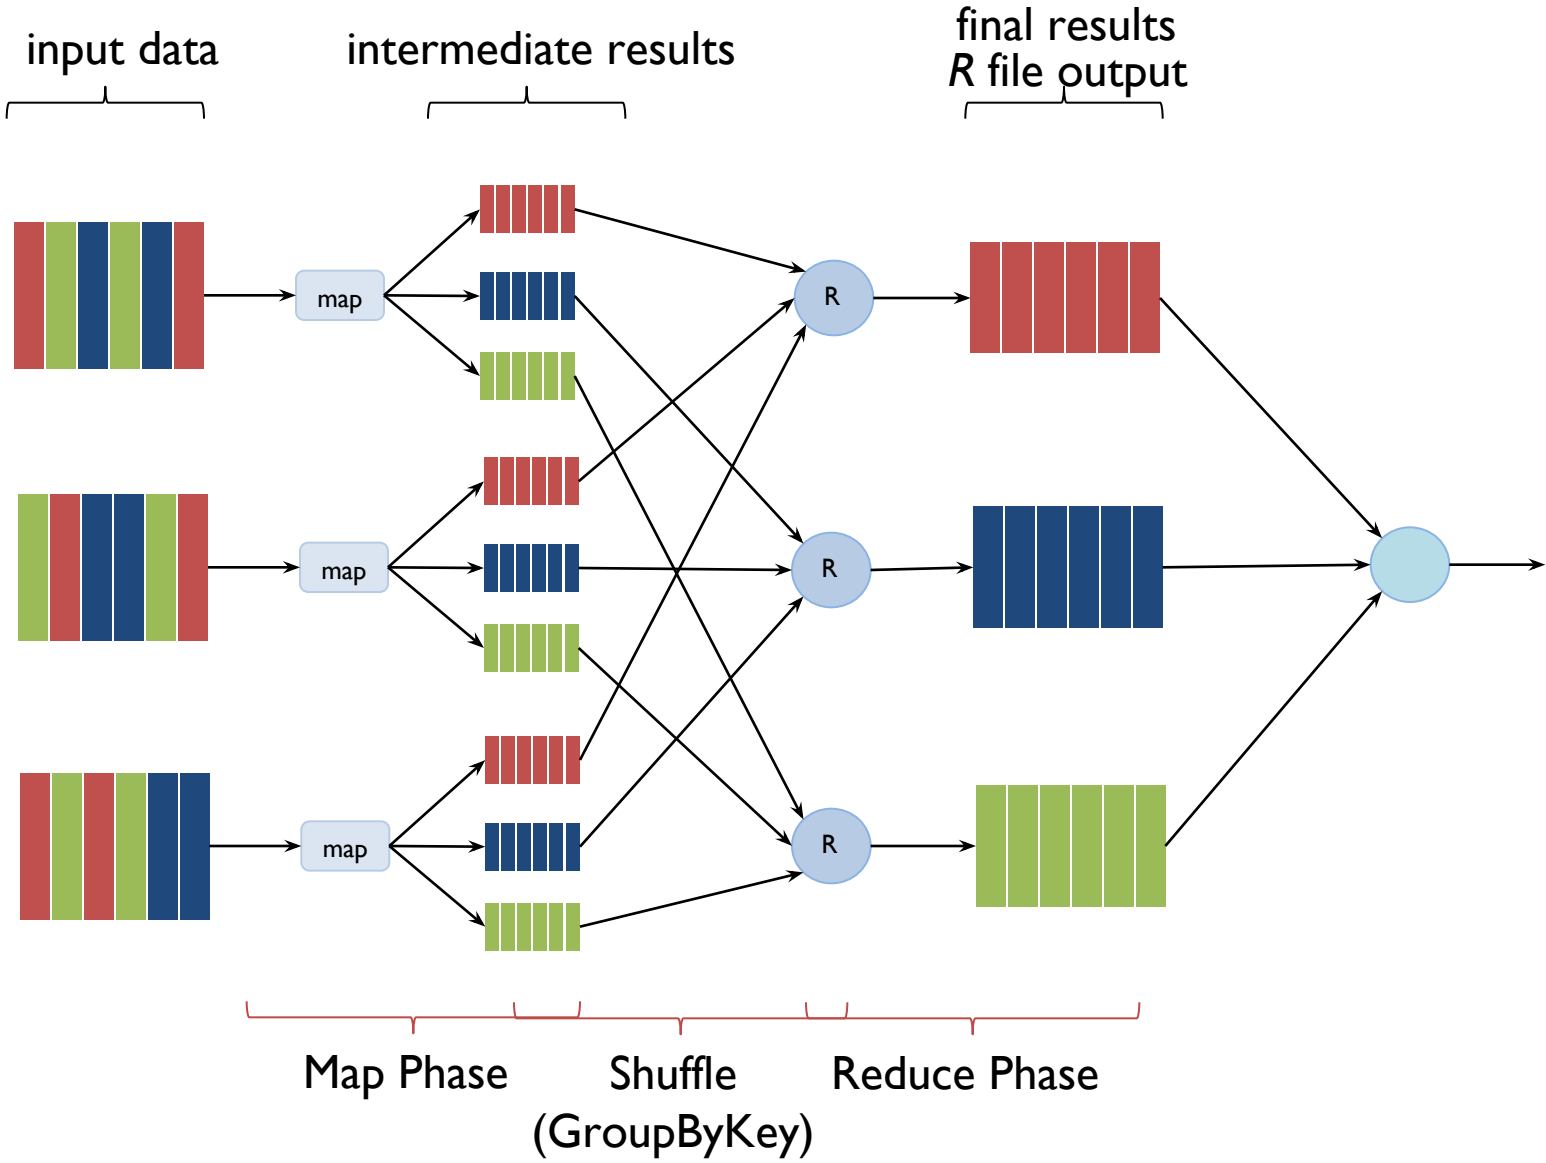 input data
intermediate results
final results
R file output
map
R
map
R
map
R
Map Phase
Shuffle
(GroupByKey)
Reduce Phase